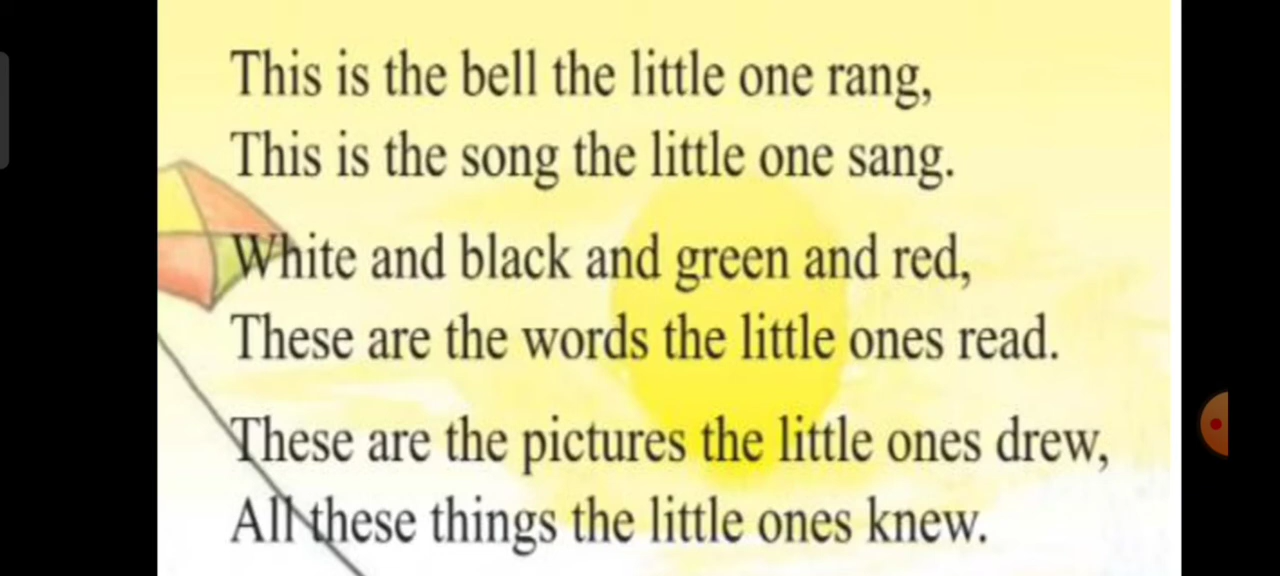 This is the bell the little one rang,
This is the song the little one sang.
White and black and green and red,
These are the words the little ones read.
These are the pictures the little ones drew,
All these things the little ones knew.